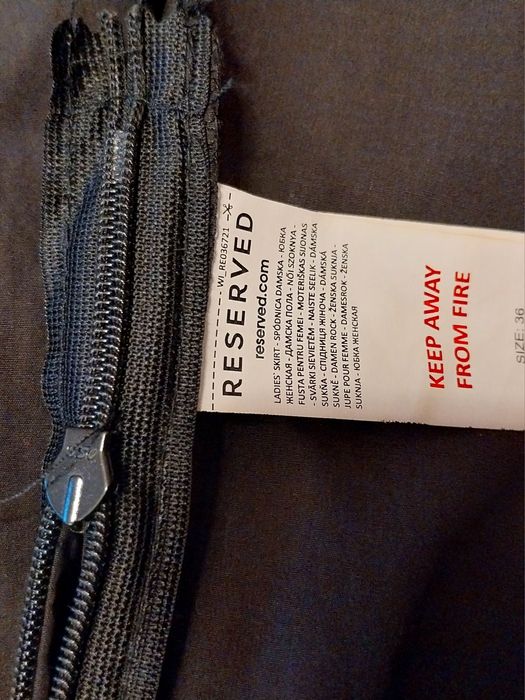 WI_RE036721
RESERVED
reserved.com
LADIES' SKIRT - SPÓDNICA DAMSKA - ЮБКА
ЖЕНСКАЯ - ДАМСКА ПОЛА - NŐI SZOKNYA -
FUSTA PENTRU FEMEI - MOTERIŠKAS SIJONAS
- SVĀRKI SIEVIETĒM - NAISTE SEELIK - DÁMSKA
SUKŇA - СПІДНИЦЯ ЖІНОЧА - DÁMSKÁ
SUKNĚ - DAMEN ROCK - ŽENSKA SUKNJA -
JUPE POUR FEMME - DAMESROK - ŽENSKA
SUKNJA - ЮБКА ЖЕНСКАЯ
KEEP AWAY
FROM FIRE
SIZE: 36